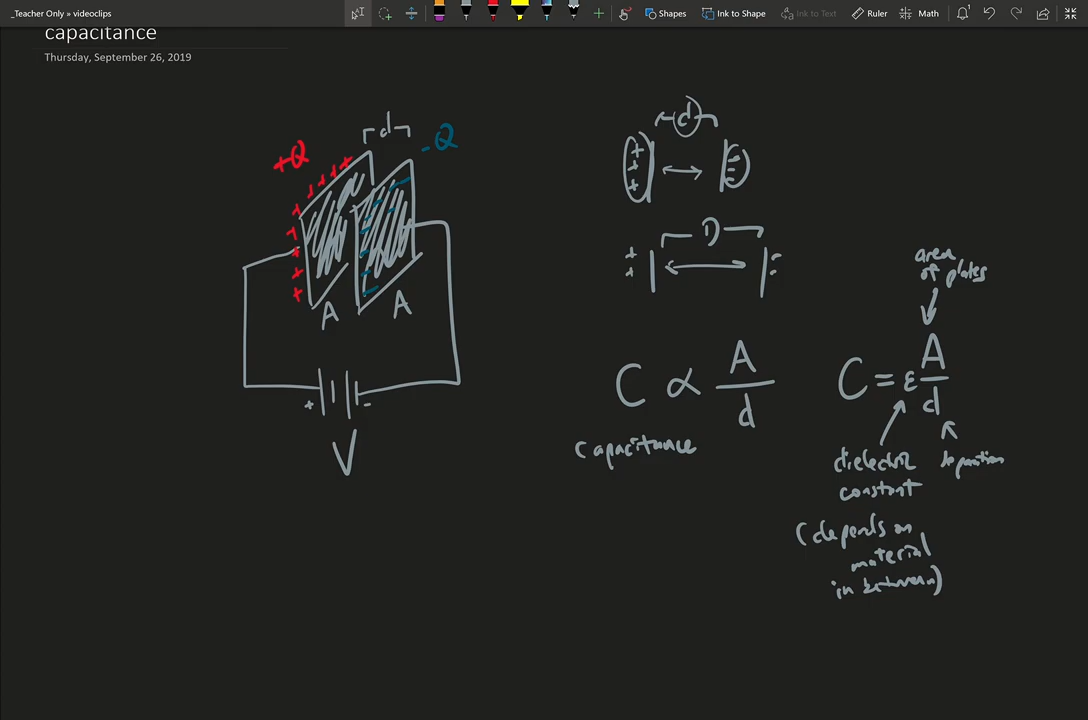 _Teacher Only » videoclips
Ink to Shape
Ink to Text
Shapes
Ruler
Math
capacitance
Thursday, September 26, 2019
d
+Q
-Q
+ + + +
+
+
+
+
A
A
+
-
V
d
+
+
+
-
-
-
D
+
+
-
-
C ∝ A
d
capacitance
area
of plates
C = ε A
d
dielectric
constant
separation
(depends on
material
in between)